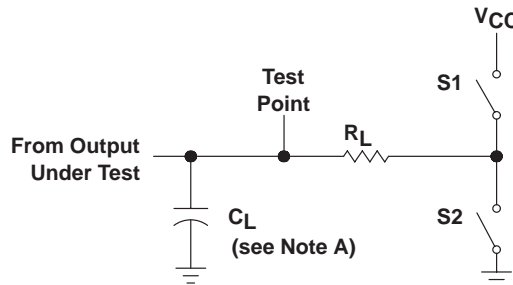 VCC
Test
Point
S1
RL
From Output
Under Test
CL
(see Note A)
S2